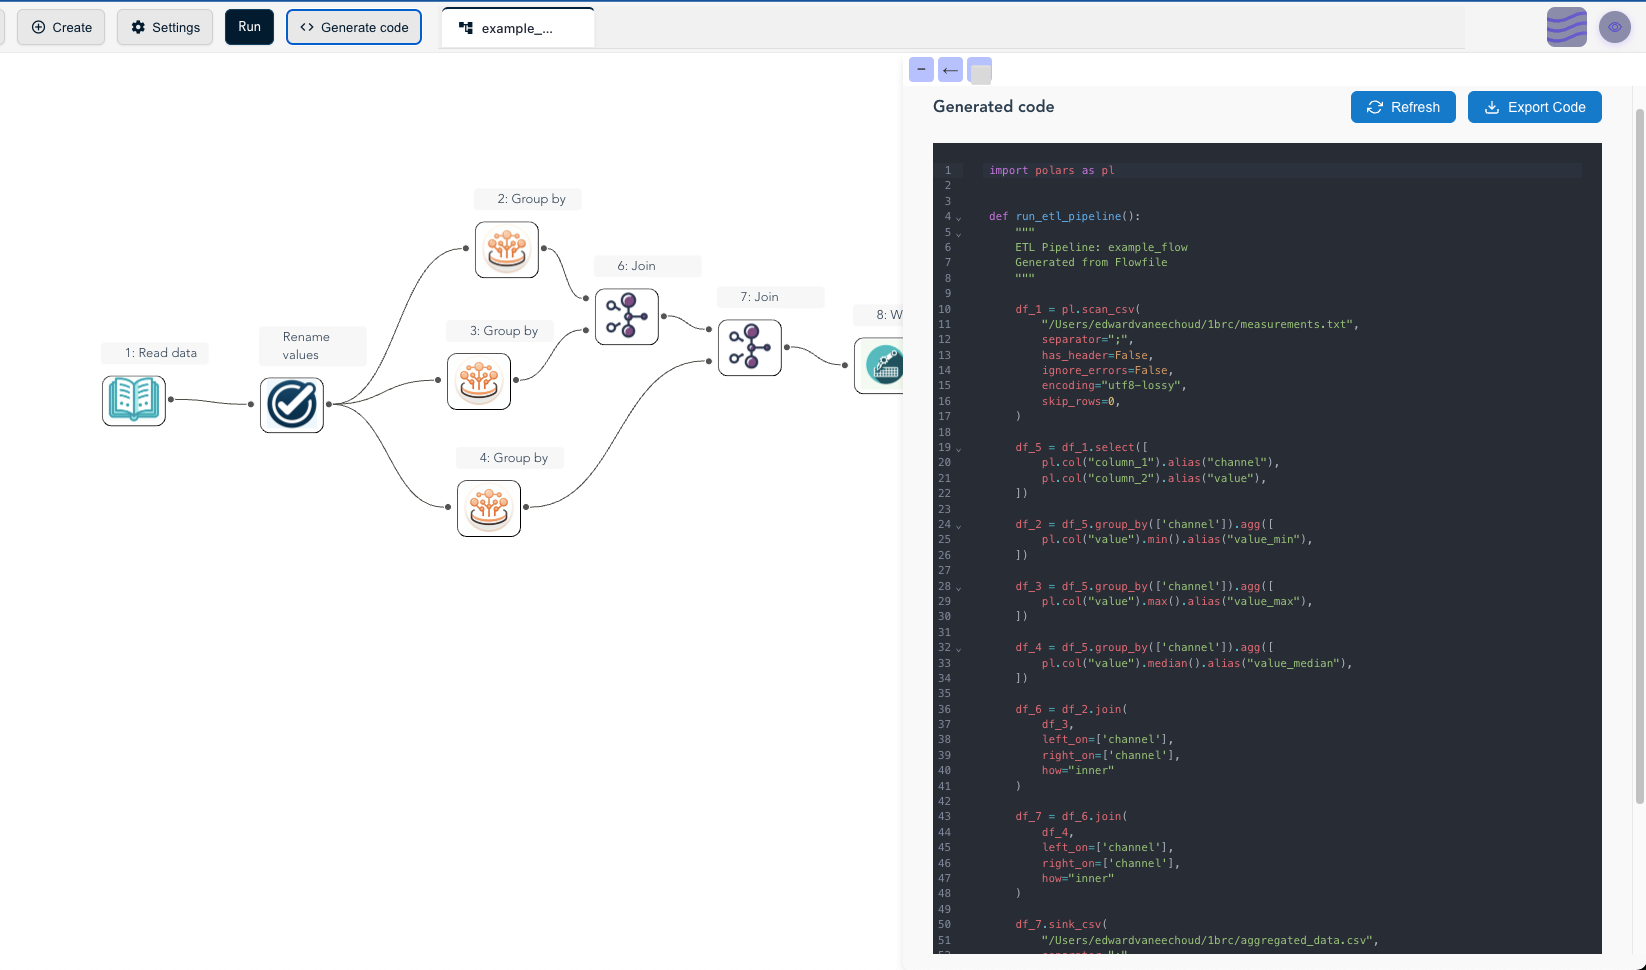 Create
Settings
Run
Generate code
example_...
Generated code
Refresh
Export Code
1: Read data
Rename
values
2: Group by
3: Group by
4: Group by
6: Join
7: Join
8: W
1 import polars as pl
2
3
4 def run_etl_pipeline():
5 """
6 ETL Pipeline: example_flow
7 Generated from Flowfile
8 """
9
10 df_1 = pl.scan_csv(
11 "/Users/edwardvaneechoud/1brc/measurements.txt",
12 separator=";",
13 has_header=False,
14 ignore_errors=False,
15 encoding="utf8-lossy",
16 skip_rows=0,
17 )
18
19 df_5 = df_1.select([
20 pl.col("column_1").alias("channel"),
21 pl.col("column_2").alias("value"),
22 ])
23
24 df_2 = df_5.group_by(['channel']).agg([
25 pl.col("value").min().alias("value_min"),
26 ])
27
28 df_3 = df_5.group_by(['channel']).agg([
29 pl.col("value").max().alias("value_max"),
30 ])
31
32 df_4 = df_5.group_by(['channel']).agg([
33 pl.col("value").median().alias("value_median"),
34 ])
35
36 df_6 = df_2.join(
37 df_3,
38 left_on=['channel'],
39 right_on=['channel'],
40 how="inner"
41 )
42
43 df_7 = df_6.join(
44 df_4,
45 left_on=['channel'],
46 right_on=['channel'],
47 how="inner"
48 )
49
50 df_7.sink_csv(
51 "/Users/edwardvaneechoud/1brc/aggregated_data.csv",